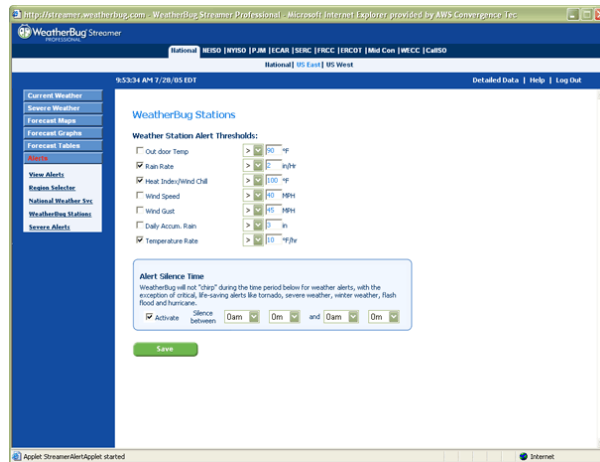 http://streamer.weatherbug.com - WeatherBug Streamer Professional - Microsoft Internet Explorer provided by AWS Convergence Tec
WeatherBug Streamer
PROFESSIONAL
National | NEISO | NYISO | PJM | ECAR | SERC | FRCC | ERCOT | Mid Con | WECC | CalISO
National | US East | US West
9:53:34 AM 7/28/05 EDT Detailed Data | Help | Log Out
Current Weather
Severe Weather
Forecast Maps
Forecast Graphs
Forecast Tables
Alerts
View Alerts
Region Selector
National Weather Svc
WeatherBug Stations
Severe Alerts
WeatherBug Stations
Weather Station Alert Thresholds:
Out door Temp > 90 ºF
Rain Rate > 2 in/Hr
Heat Index/Wind Chill > 100 ºF
Wind Speed > 40 MPH
Wind Gust > 45 MPH
Daily Accum. Rain > 3 in
Temperature Rate > 10 ºF/hr
Alert Silence Time
WeatherBug will not "chirp" during the time period below for weather alerts, with the
exception of critical, life-saving alerts like tornado, severe weather, winter weather, flash
flood and hurricane.
Activate Silence between 0am 0m and 0am 0m
Save
Applet StreamerAlertApplet started Internet